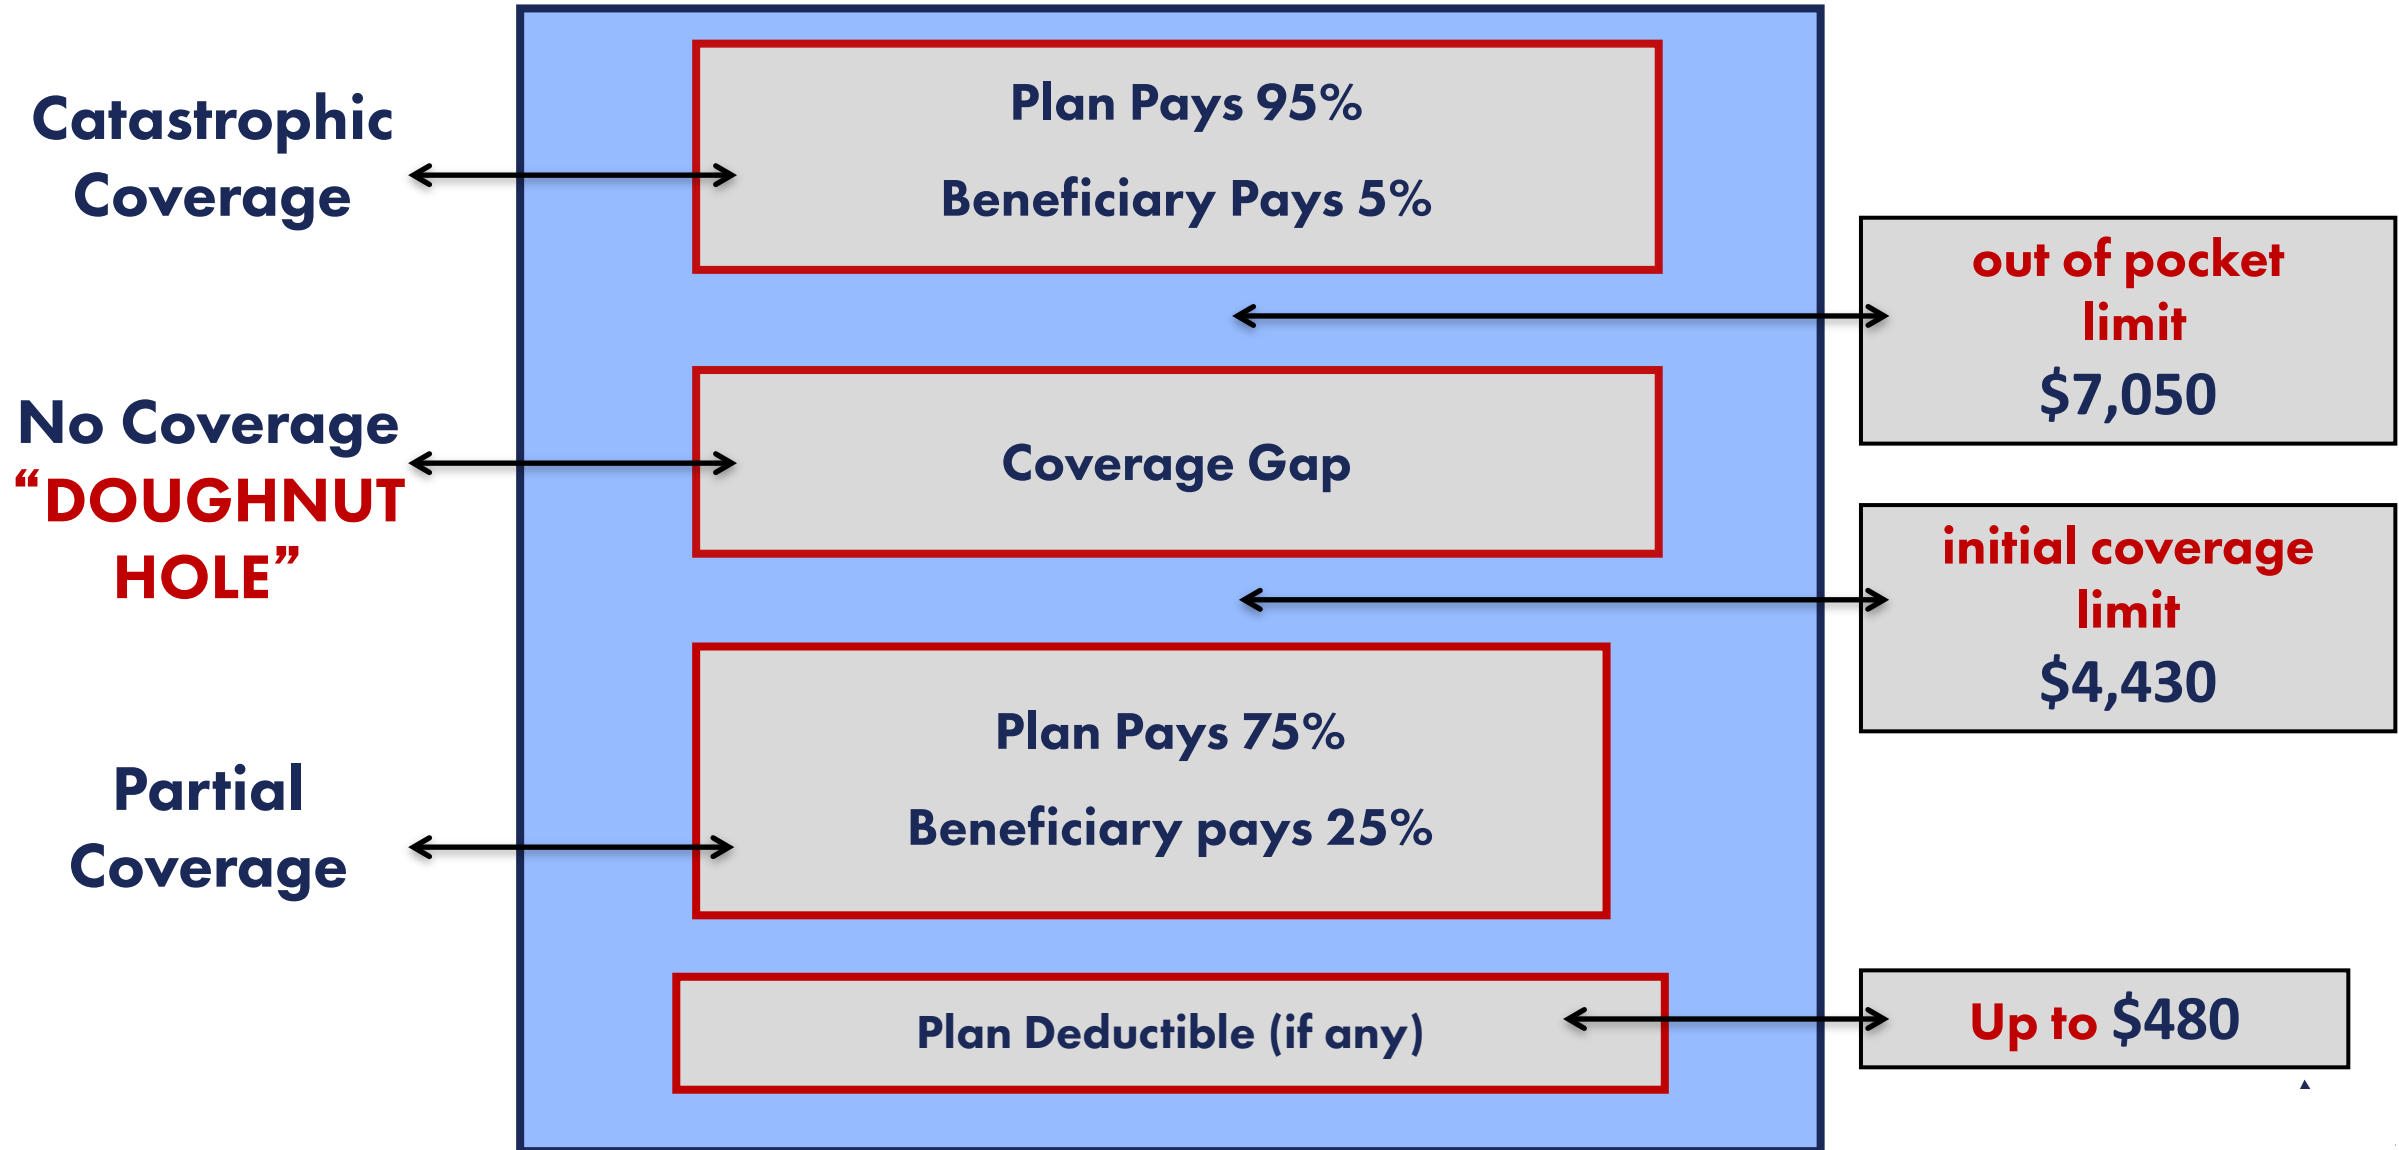 Catastrophic
Coverage
Plan Pays 95%
Beneficiary Pays 5%
out of pocket
limit
$7,050
No Coverage
“DOUGHNUT
HOLE”
Coverage Gap
initial coverage
limit
$4,430
Partial
Coverage
Plan Pays 75%
Beneficiary pays 25%
Plan Deductible (if any)
Up to $480